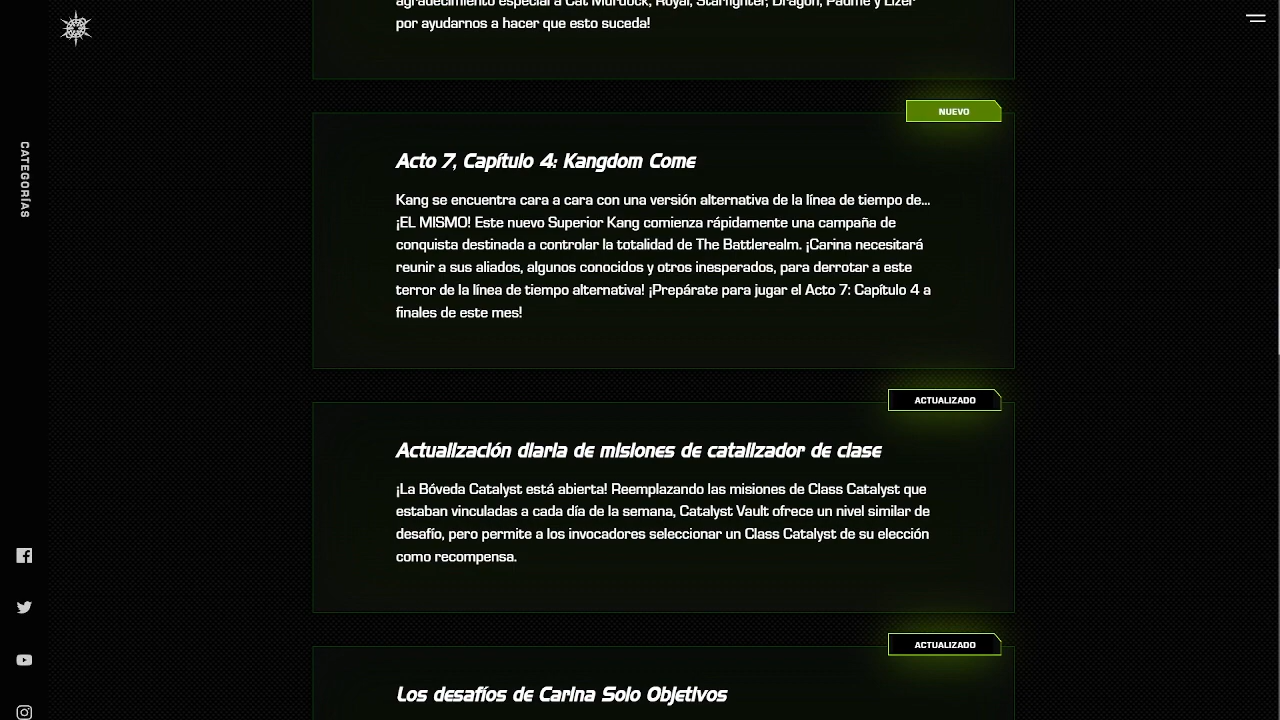 agradecimiento especial a Cat Murdock, Royal, Starfighter, Dragon, Padme y Lizer
por ayudarnos a hacer que esto suceda!
NUEVO
Acto 7, Capítulo 4: Kangdom Come
Kang se encuentra cara a cara con una versión alternativa de la línea de tiempo de...
¡EL MISMO! Este nuevo Superior Kang comienza rápidamente una campaña de
conquista destinada a controlar la totalidad de The Battlerealm. ¡Carina necesitará
reunir a sus aliados, algunos conocidos y otros inesperados, para derrotar a este
terror de la línea de tiempo alternativa! ¡Prepárate para jugar el Acto 7: Capítulo 4 a
finales de este mes!
ACTUALIZADO
Actualización diaria de misiones de catalizador de clase
¡La Bóveda Catalyst está abierta! Reemplazando las misiones de Class Catalyst que
estaban vinculadas a cada día de la semana, Catalyst Vault ofrece un nivel similar de
desafío, pero permite a los invocadores seleccionar un Class Catalyst de su elección
como recompensa.
ACTUALIZADO
Los desafíos de Carina Solo Objetivos
CATEGORÍAS